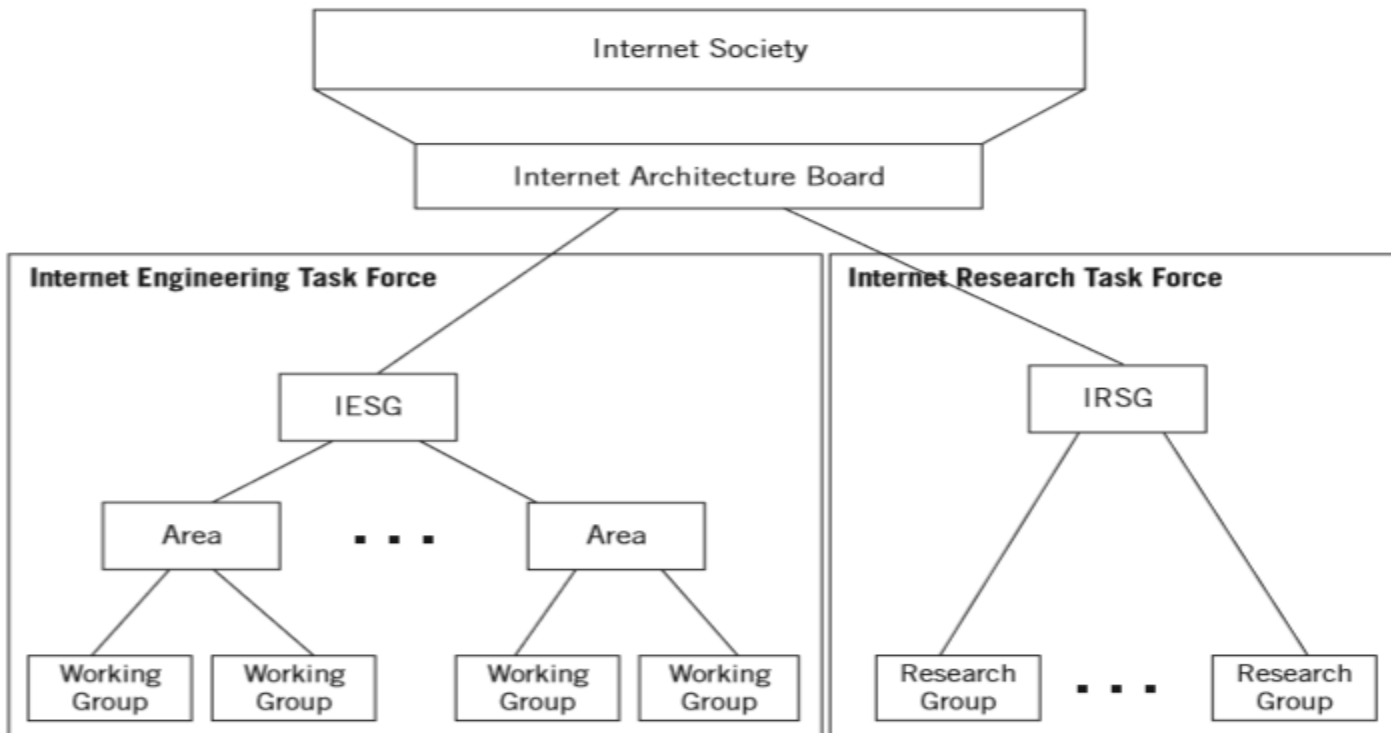 Internet Society
Internet Architecture Board
Internet Engineering Task Force
Internet Research Task Force
IESG
IRSG
Area
. . .
Area
Working
Group
Working
Group
Working
Group
Working
Group
Research
Group
. . .
Research
Group